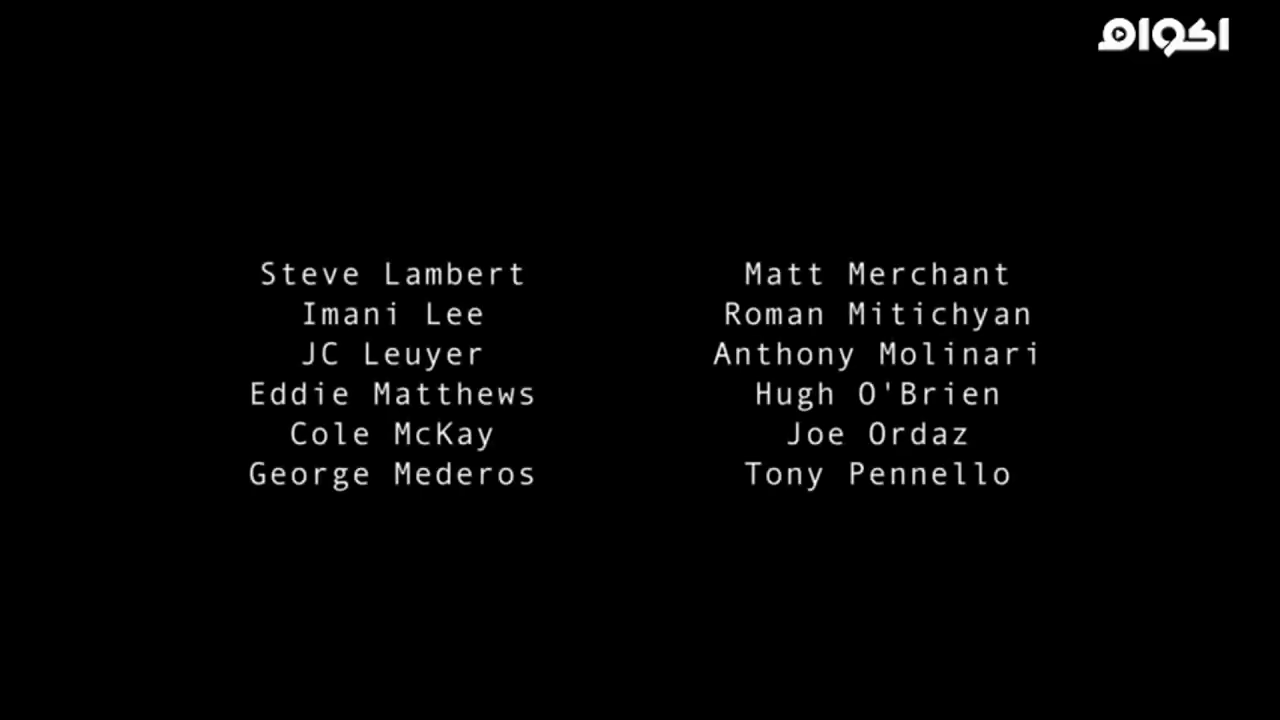 اكوام
Steve Lambert
Imani Lee
JC Leuyer
Eddie Matthews
Cole McKay
George Mederos
Matt Merchant
Roman Mitichyan
Anthony Molinari
Hugh O'Brien
Joe Ordaz
Tony Pennello